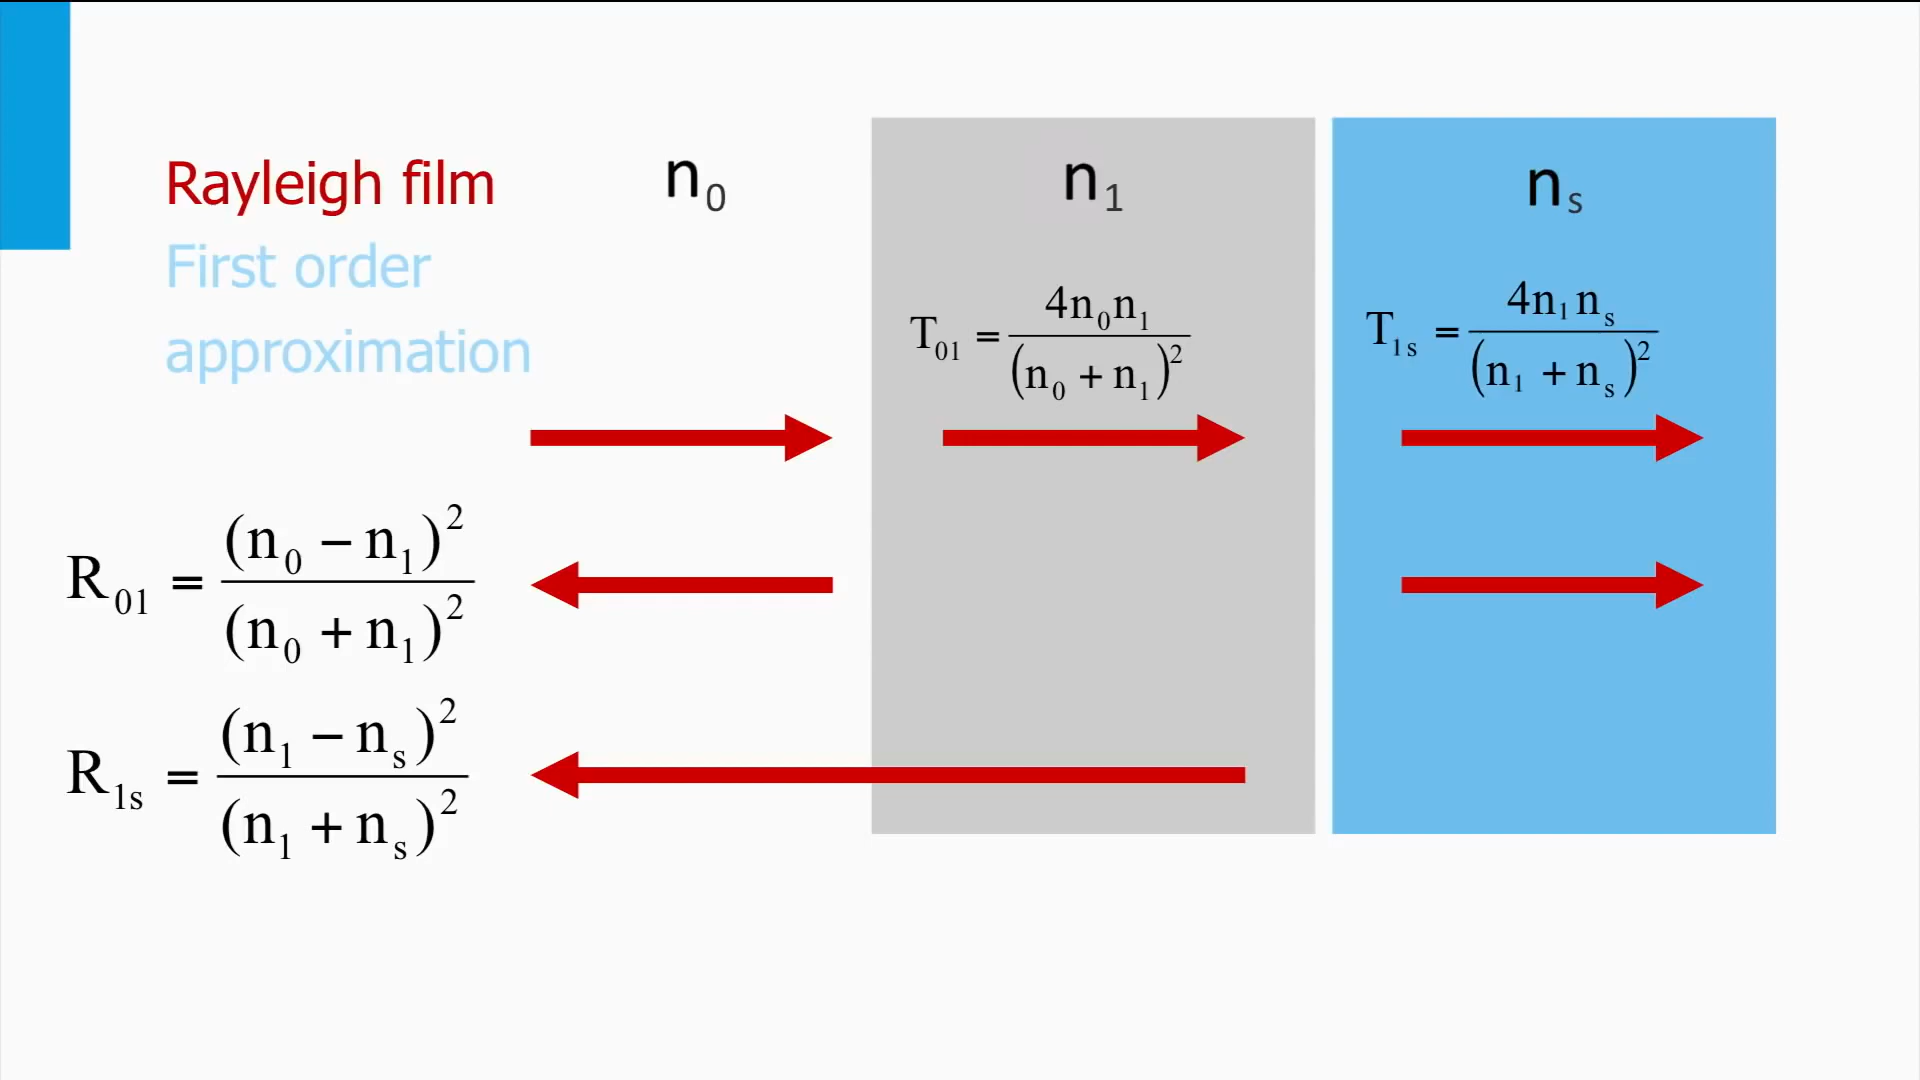 Rayleigh film
First order
approximation
n₀
n₁
nₛ
T₀₁ = 4n₀n₁ / (n₀ + n₁)²
T₁ₛ = 4n₁nₛ / (n₁ + nₛ)²
R₀₁ = (n₀ − n₁)² / (n₀ + n₁)²
R₁ₛ = (n₁ − nₛ)² / (n₁ + nₛ)²